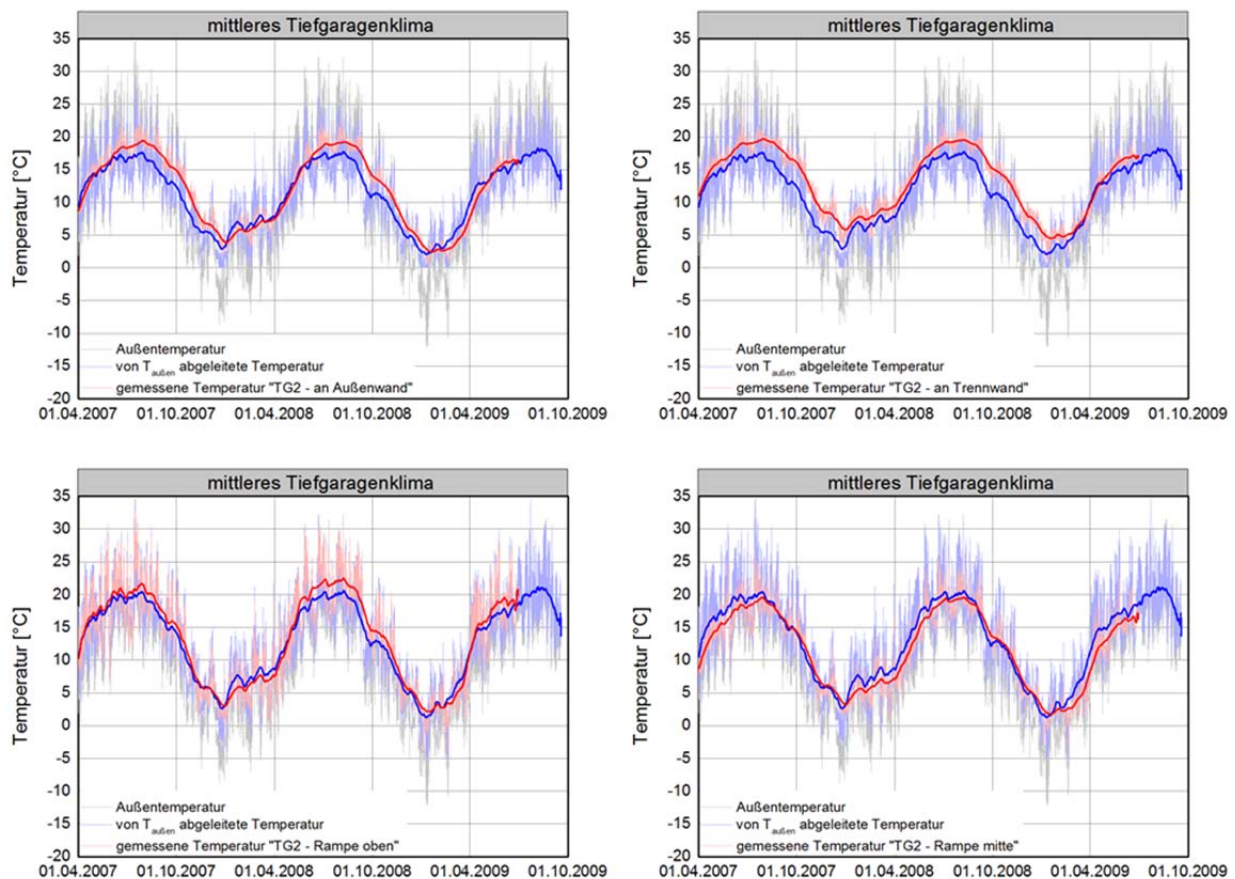 mittleres Tiefgaragenklima
35
30
25
20
15
10
5
0
-5
-10
-15
-20
Temperatur [°C]
Außentemperatur
von Taußen abgeleitete Temperatur
gemessene Temperatur "TG2 - an Außenwand"
01.04.2007 01.10.2007 01.04.2008 01.10.2008 01.04.2009 01.10.2009
mittleres Tiefgaragenklima
35
30
25
20
15
10
5
0
-5
-10
-15
-20
Temperatur [°C]
Außentemperatur
von Taußen abgeleitete Temperatur
gemessene Temperatur "TG2 - an Trennwand"
01.04.2007 01.10.2007 01.04.2008 01.10.2008 01.04.2009 01.10.2009
mittleres Tiefgaragenklima
35
30
25
20
15
10
5
0
-5
-10
-15
-20
Temperatur [°C]
Außentemperatur
von Taußen abgeleitete Temperatur
gemessene Temperatur "TG2 - Rampe oben"
01.04.2007 01.10.2007 01.04.2008 01.10.2008 01.04.2009 01.10.2009
mittleres Tiefgaragenklima
35
30
25
20
15
10
5
0
-5
-10
-15
-20
Temperatur [°C]
Außentemperatur
von Taußen abgeleitete Temperatur
gemessene Temperatur "TG2 - Rampe mitte"
01.04.2007 01.10.2007 01.04.2008 01.10.2008 01.04.2009 01.10.2009